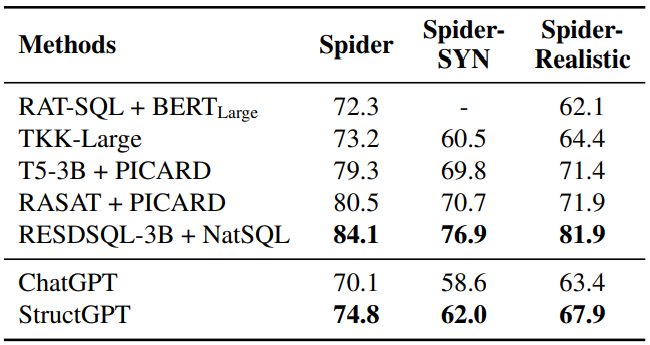 Methods Spider Spider-SYN Spider-Realistic
RAT-SQL + BERTLarge 72.3 - 62.1
TKK-Large 73.2 60.5 64.4
T5-3B + PICARD 79.3 69.8 71.4
RASAT + PICARD 80.5 70.7 71.9
RESDSQL-3B + NatSQL 84.1 76.9 81.9
ChatGPT 70.1 58.6 63.4
StructGPT 74.8 62.0 67.9